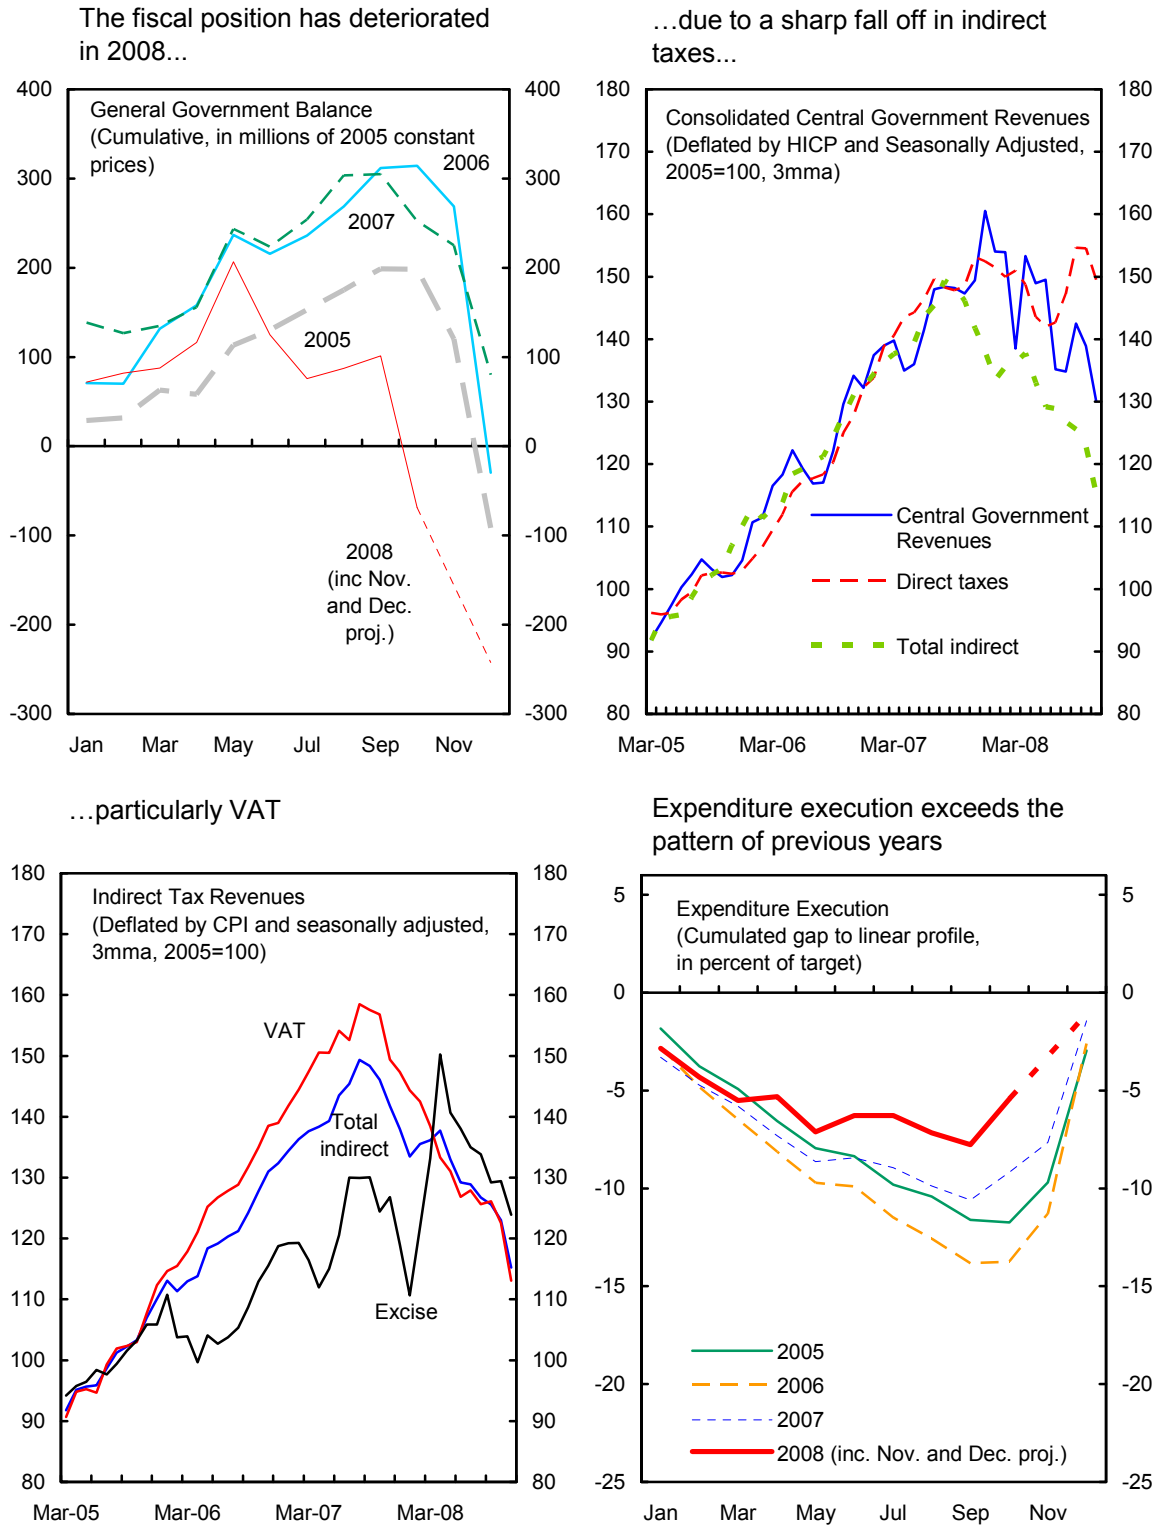 The fiscal position has deteriorated
in 2008...
400
300
200
100
0
-100
-200
-300
General Government Balance
(Cumulative, in millions of 2005 constant
prices)
2006
2007
2005
2008
(inc Nov.
and Dec.
proj.)
400
300
200
100
0
-100
-200
-300
Jan Mar May Jul Sep Nov
…due to a sharp fall off in indirect
taxes...
180
170
160
150
140
130
120
110
100
90
80
Consolidated Central Government Revenues
(Deflated by HICP and Seasonally Adjusted,
2005=100, 3mma)
Central Government
Revenues
Direct taxes
Total indirect
180
170
160
150
140
130
120
110
100
90
80
Mar-05 Mar-06 Mar-07 Mar-08
…particularly VAT
180
170
160
150
140
130
120
110
100
90
80
Indirect Tax Revenues
(Deflated by CPI and seasonally adjusted,
3mma, 2005=100)
VAT
Total
indirect
Excise
180
170
160
150
140
130
120
110
100
90
80
Mar-05 Mar-06 Mar-07 Mar-08
Expenditure execution exceeds the
pattern of previous years
5
0
-5
-10
-15
-20
-25
Expenditure Execution
(Cumulated gap to linear profile,
in percent of target)
2005
2006
2007
2008 (inc. Nov. and Dec. proj.)
5
0
-5
-10
-15
-20
-25
Jan Mar May Jul Sep Nov